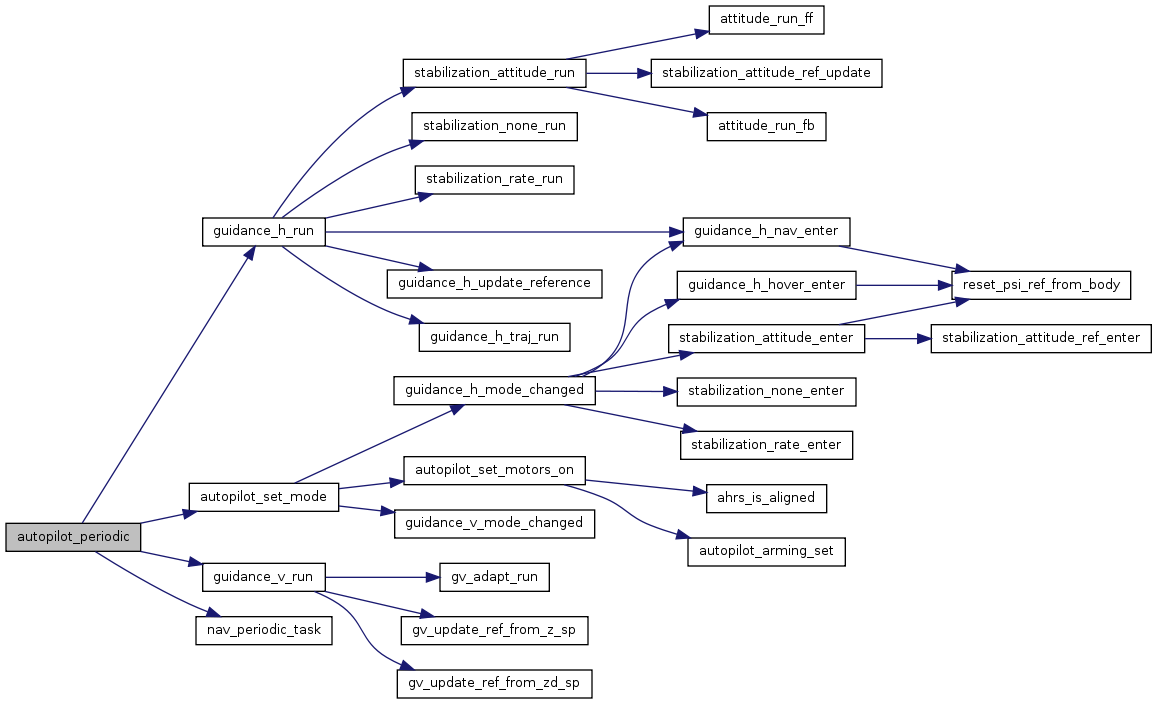 attitude_run_ff
stabilization_attitude_run
stabilization_attitude_ref_update
stabilization_none_run
attitude_run_fb
stabilization_rate_run
guidance_h_run
guidance_h_nav_enter
guidance_h_update_reference
guidance_h_hover_enter
reset_psi_ref_from_body
guidance_h_traj_run
stabilization_attitude_enter
stabilization_attitude_ref_enter
guidance_h_mode_changed
stabilization_none_enter
stabilization_rate_enter
autopilot_set_motors_on
autopilot_set_mode
ahrs_is_aligned
guidance_v_mode_changed
autopilot_periodic
autopilot_arming_set
guidance_v_run
gv_adapt_run
nav_periodic_task
gv_update_ref_from_z_sp
gv_update_ref_from_zd_sp